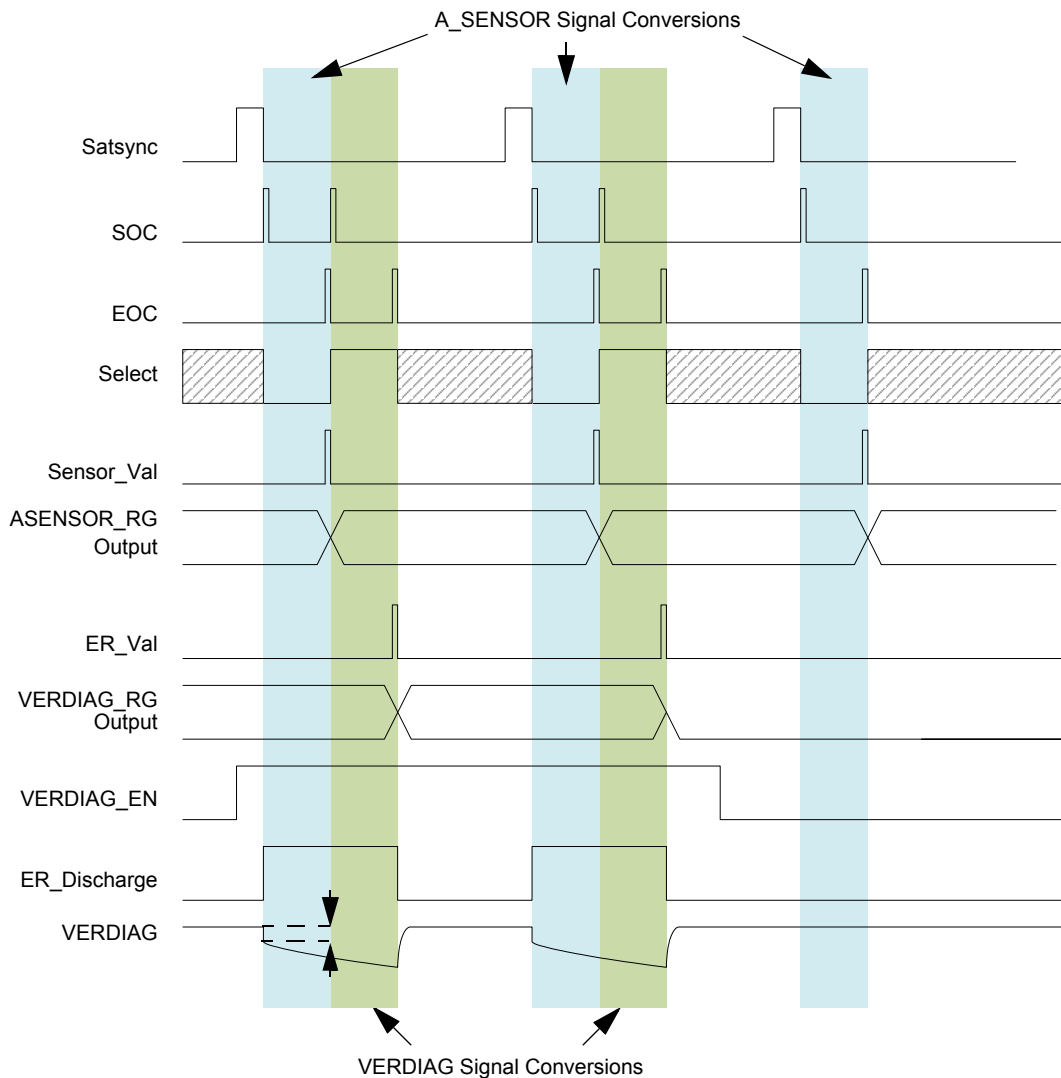 A_SENSOR Signal Conversions
Satsync
SOC
EOC
Select
Sensor_Val
ASENSOR_RG
Output
ER_Val
VERDIAG_RG
Output
VERDIAG_EN
ER_Discharge
VERDIAG
VERDIAG Signal Conversions